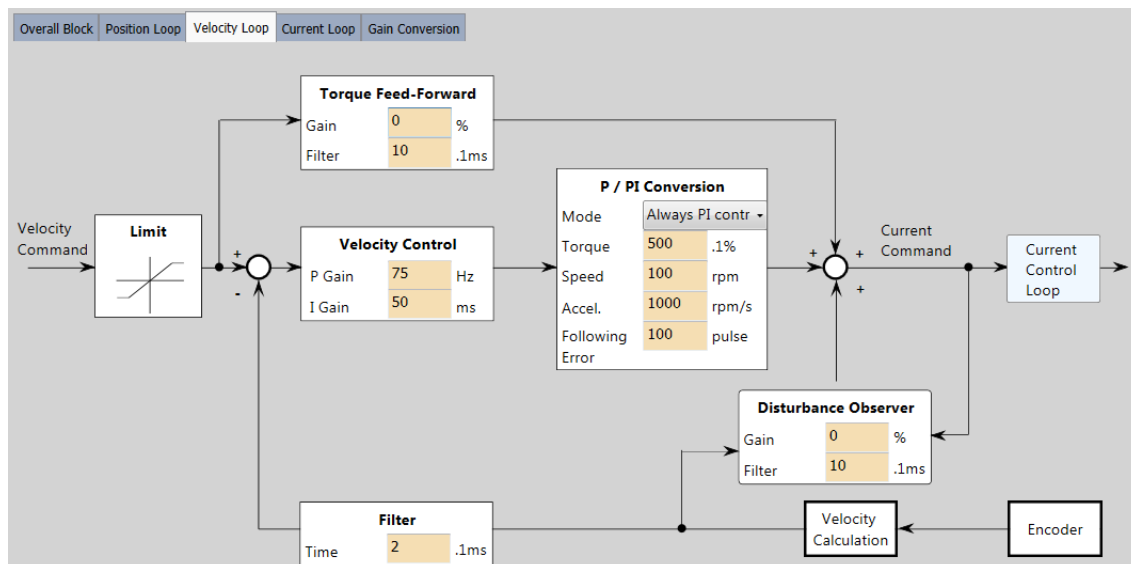 Overall Block Position Loop Velocity Loop Current Loop Gain Conversion
Torque Feed-Forward
Gain 0 %
Filter 10 .1ms
P / PI Conversion
Mode Always PI contr
Torque 500 .1%
Speed 100 rpm
Accel. 1000 rpm/s
Following
Error
100 pulse
Velocity
Command
Limit
+
-
Velocity Control
P Gain 75 Hz
I Gain 50 ms
+
+
+
Current
Command
Current
Control
Loop
Disturbance Observer
Gain 0 %
Filter 10 .1ms
Filter
Time 2 .1ms
Velocity
Calculation
Encoder